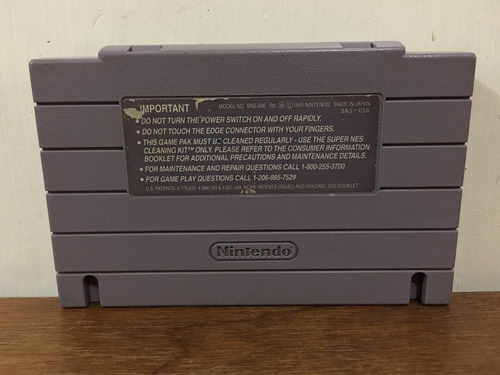 IMPORTANT MODEL NO. SNS-006 Rd Ⓜ © 1991 NINTENDO MADE IN JAPAN
SNS-USA
• DO NOT TURN THE POWER SWITCH ON AND OFF RAPIDLY.
• DO NOT TOUCH THE EDGE CONNECTOR WITH YOUR FINGERS.
• THIS GAME PAK MUST BE CLEANED REGULARLY - USE THE SUPER NES
CLEANING KIT™ ONLY. PLEASE REFER TO THE CONSUMER INFORMATION
BOOKLET FOR ADDITIONAL PRECAUTIONS AND MAINTENANCE DETAILS.
• FOR MAINTENANCE AND REPAIR QUESTIONS CALL 1-800-255-3700
• FOR GAME PLAY QUESTIONS CALL 1-206-885-7529
U.S. PATENTS MORE PATENTS ISSUED AND PENDING. SEE BOOKLET.
Nintendo